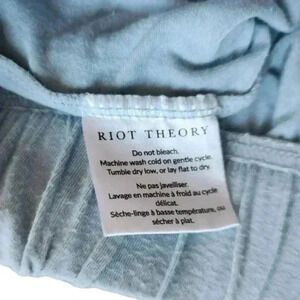 RIOT THEORY
Do not bleach.
Machine wash cold on gentle cycle.
Tumble dry low, or lay flat to dry.
Ne pas javelliser.
Lavage en machine à froid au cycle
délicat.
Sèche-linge à basse température, ou
sécher à plat.